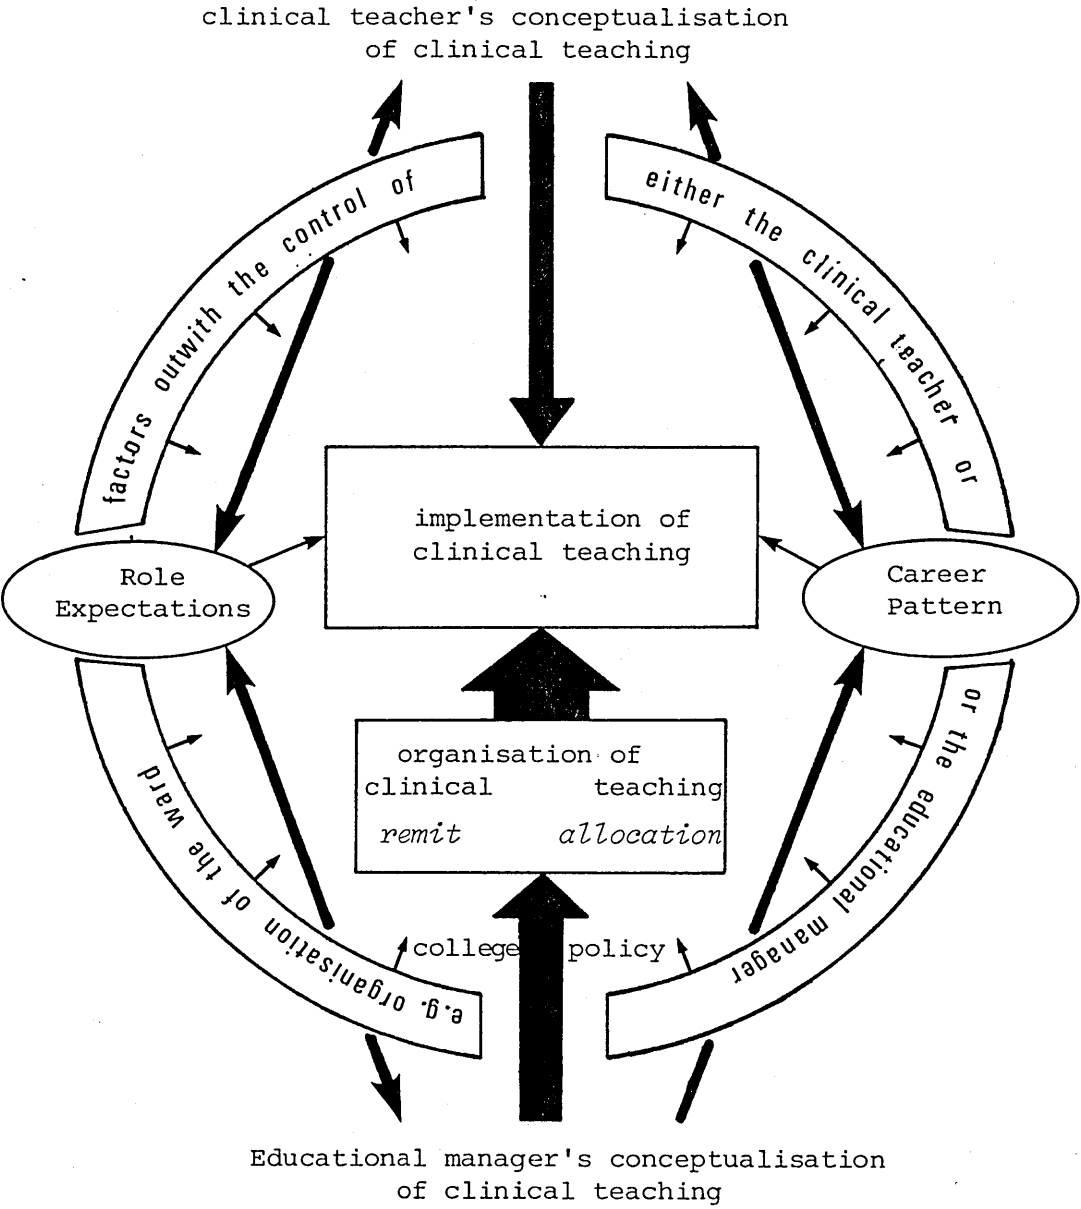 clinical teacher's conceptualisation
of clinical teaching
factors outwith the control of
either the clinical teacher or
implementation of
clinical teaching
Role
Expectations
Career
Pattern
organisation of
clinical teaching
remit allocation
college policy
or the educational manager
e.g. organisation of the ward
Educational manager's conceptualisation
of clinical teaching